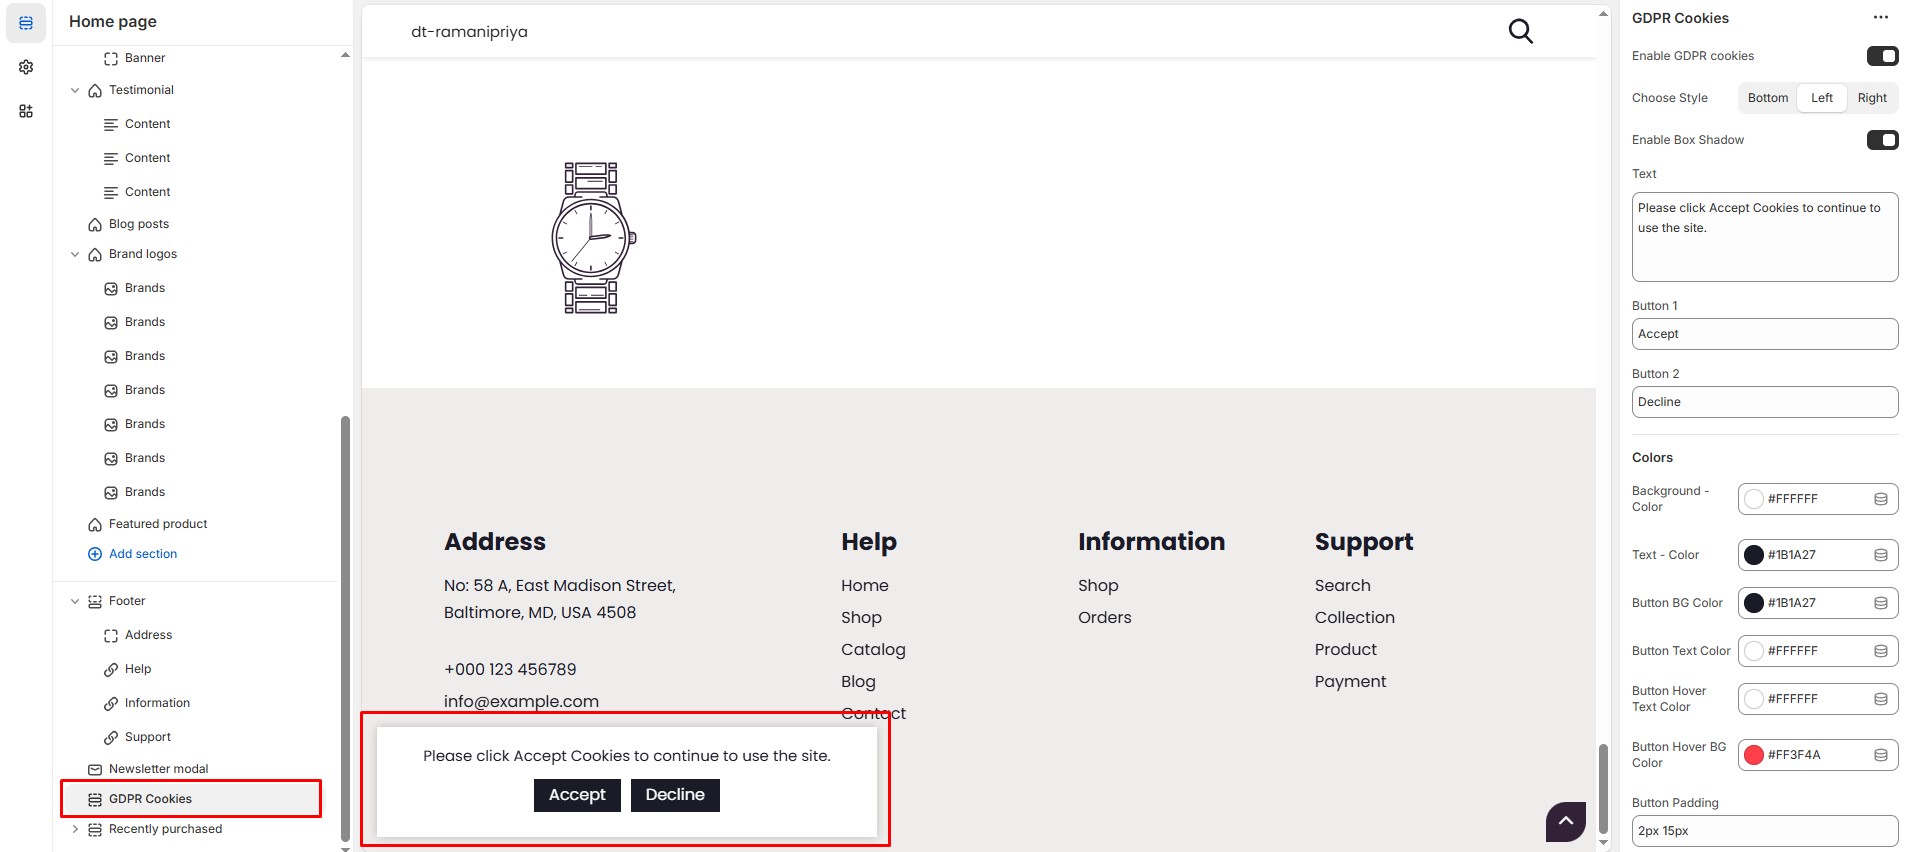 Home page
Banner
Testimonial
Content
Content
Content
Blog posts
Brand logos
Brands
Brands
Brands
Brands
Brands
Brands
Brands
Featured product
Add section
Footer
Address
Help
Information
Support
Newsletter modal
GDPR Cookies
Recently purchased
dt-ramanipriya
Address
No: 58 A, East Madison Street,
Baltimore, MD, USA 4508
+000 123 456789
info@example.com
Help
Home
Shop
Catalog
Blog
Contact
Information
Shop
Orders
Support
Search
Collection
Product
Payment
Please click Accept Cookies to continue to use the site.
Accept Decline
GDPR Cookies
Enable GDPR cookies
Choose Style Bottom Left Right
Enable Box Shadow
Text
Please click Accept Cookies to continue to
use the site.
Button 1
Accept
Button 2
Decline
Colors
Background -
Color
#FFFFFF
Text - Color #1B1A27
Button BG Color #1B1A27
Button Text Color #FFFFFF
Button Hover
Text Color
#FFFFFF
Button Hover BG
Color
#FF3F4A
Button Padding
2px 15px